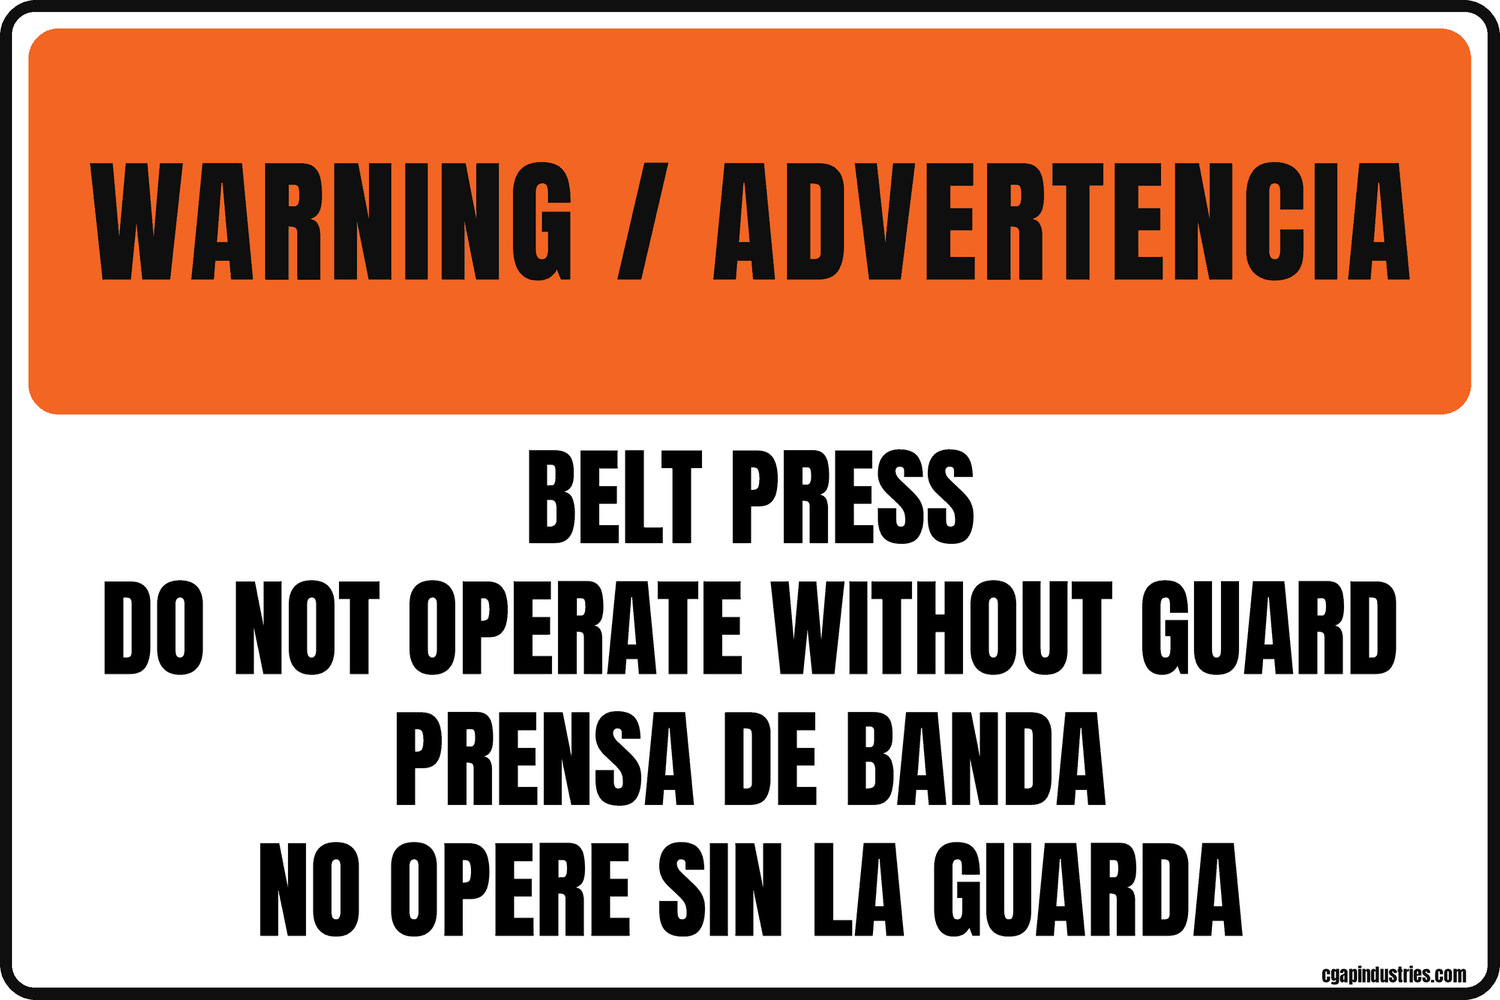 WARNING / ADVERTENCIA
BELT PRESS
DO NOT OPERATE WITHOUT GUARD
PRENSA DE BANDA
NO OPERE SIN LA GUARDA
cgapindustries.com